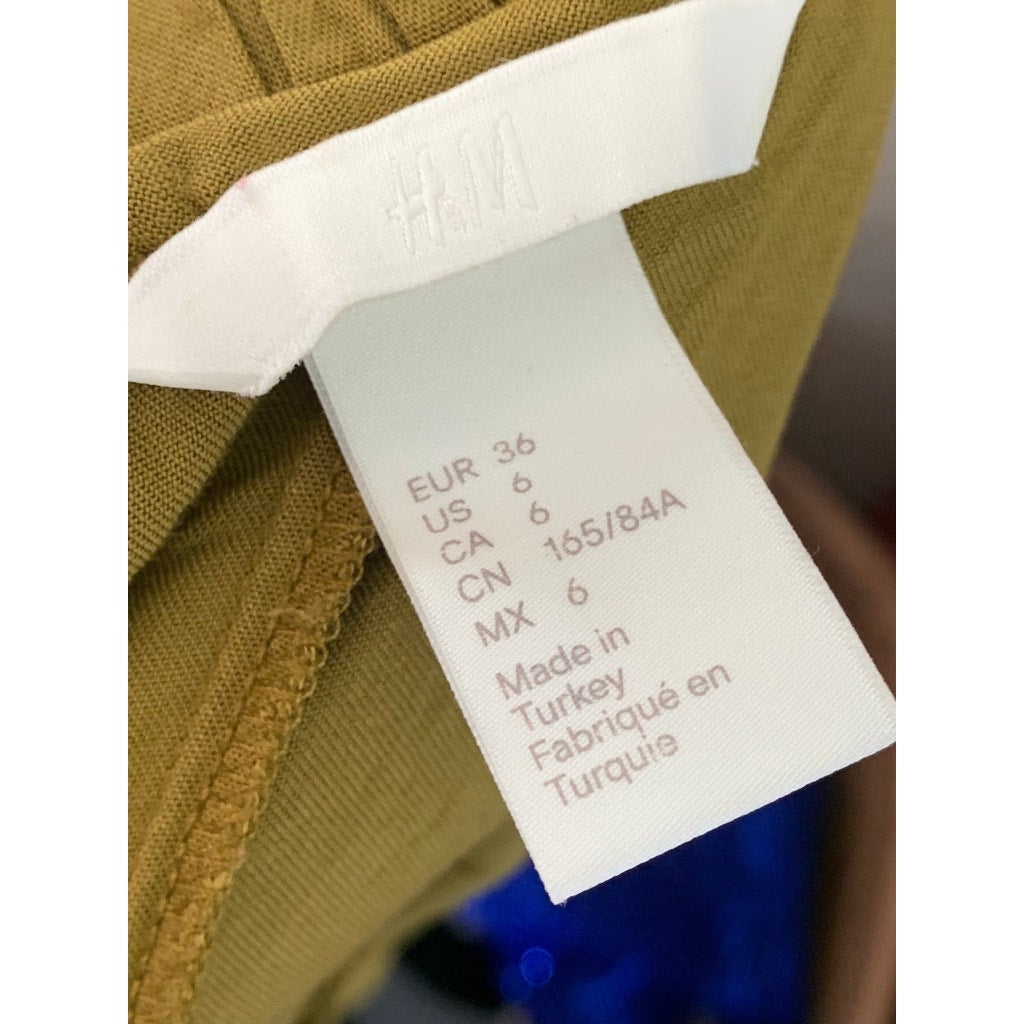 H&M
EUR 36
US 6
CA 6
CN 165/84A
MX 6
Made in
Turkey
Fabriqué en
Turquie